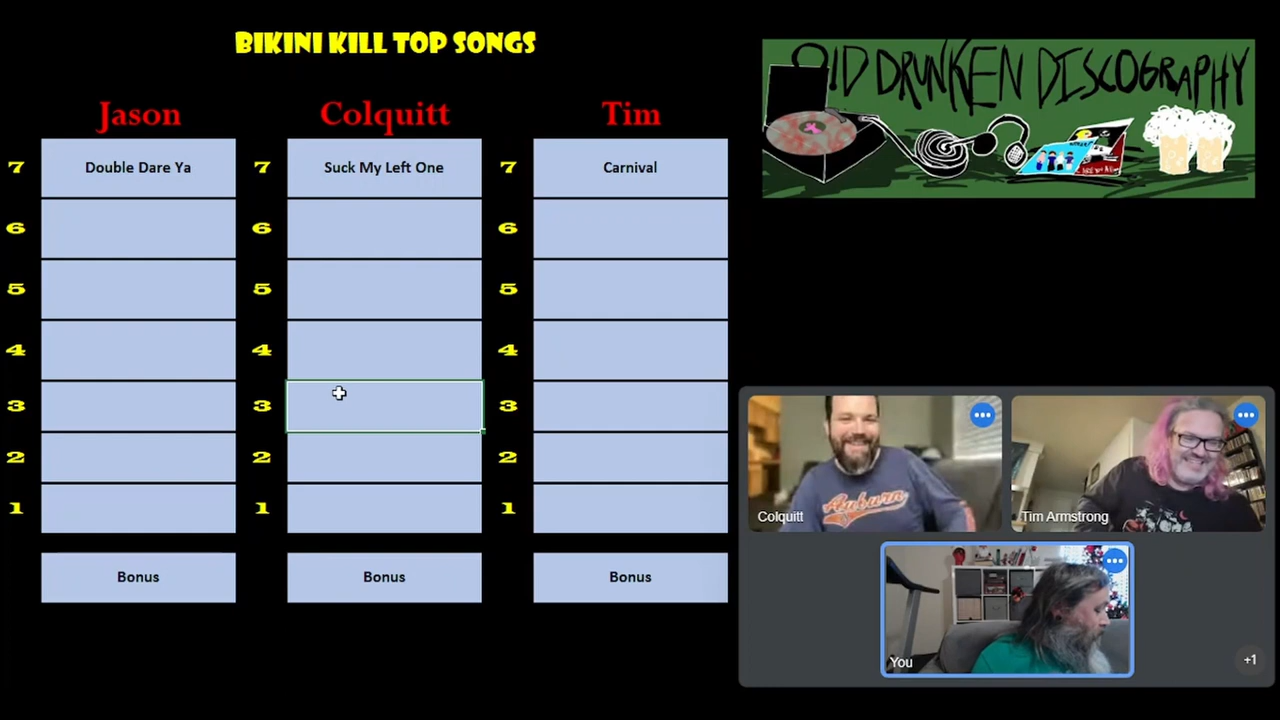 BIKINI KILL TOP SONGS
OID DRUNKEN DISCOGRAPHY
Jason
Colquitt
Tim
7
Double Dare Ya
7
Suck My Left One
7
Carnival
6
6
6
5
5
5
4
4
4
3
3
3
2
2
2
1
1
1
Bonus
Bonus
Bonus
Auburn
Colquitt
Tim Armstrong
You
+1